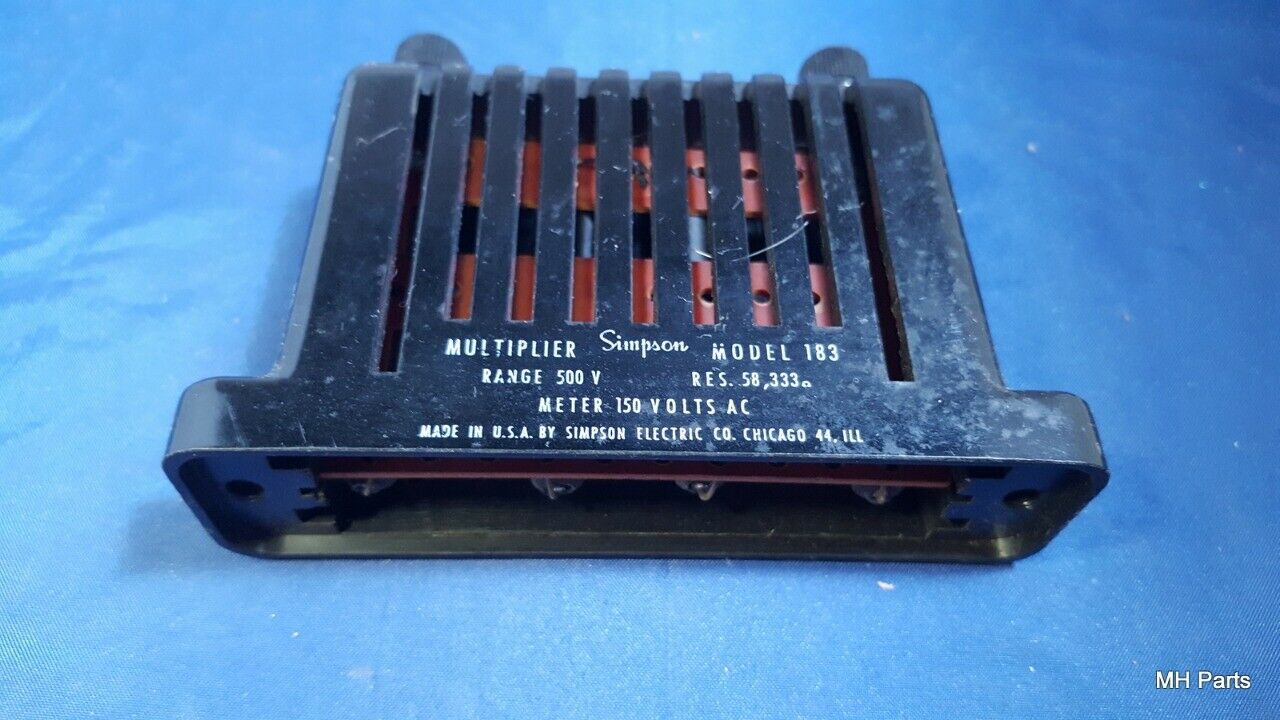 MULTIPLIER Simpson MODEL 183
RANGE 500 V RES. 58,333Ω
METER 150 VOLTS AC
MADE IN U.S.A. BY SIMPSON ELECTRIC CO. CHICAGO 44, ILL
MH Parts